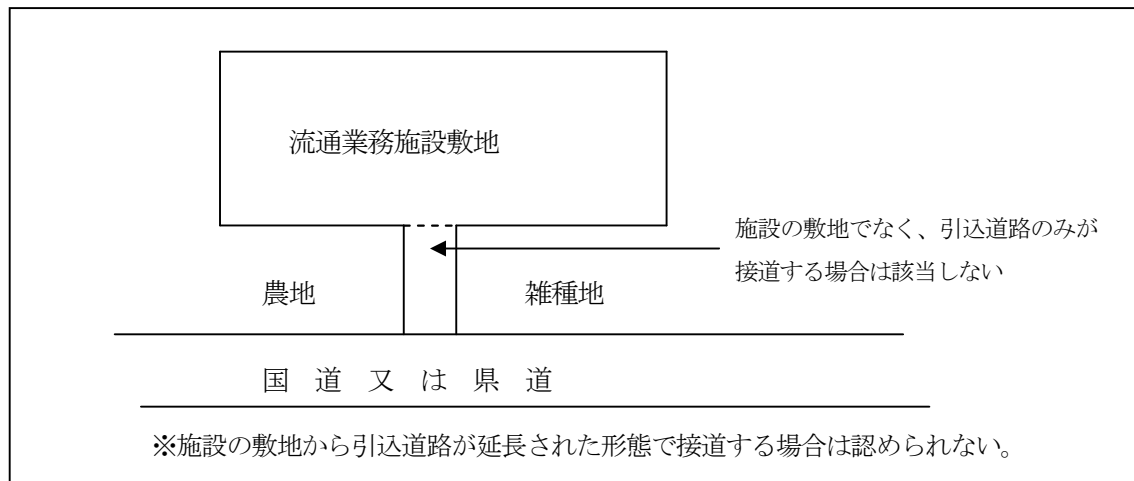 流通業務施設敷地
施設の敷地でなく、引込道路のみが
接道する場合は該当しない
農地
雑種地
国道又は県道
※施設の敷地から引込道路が延長された形態で接道する場合は認められない。